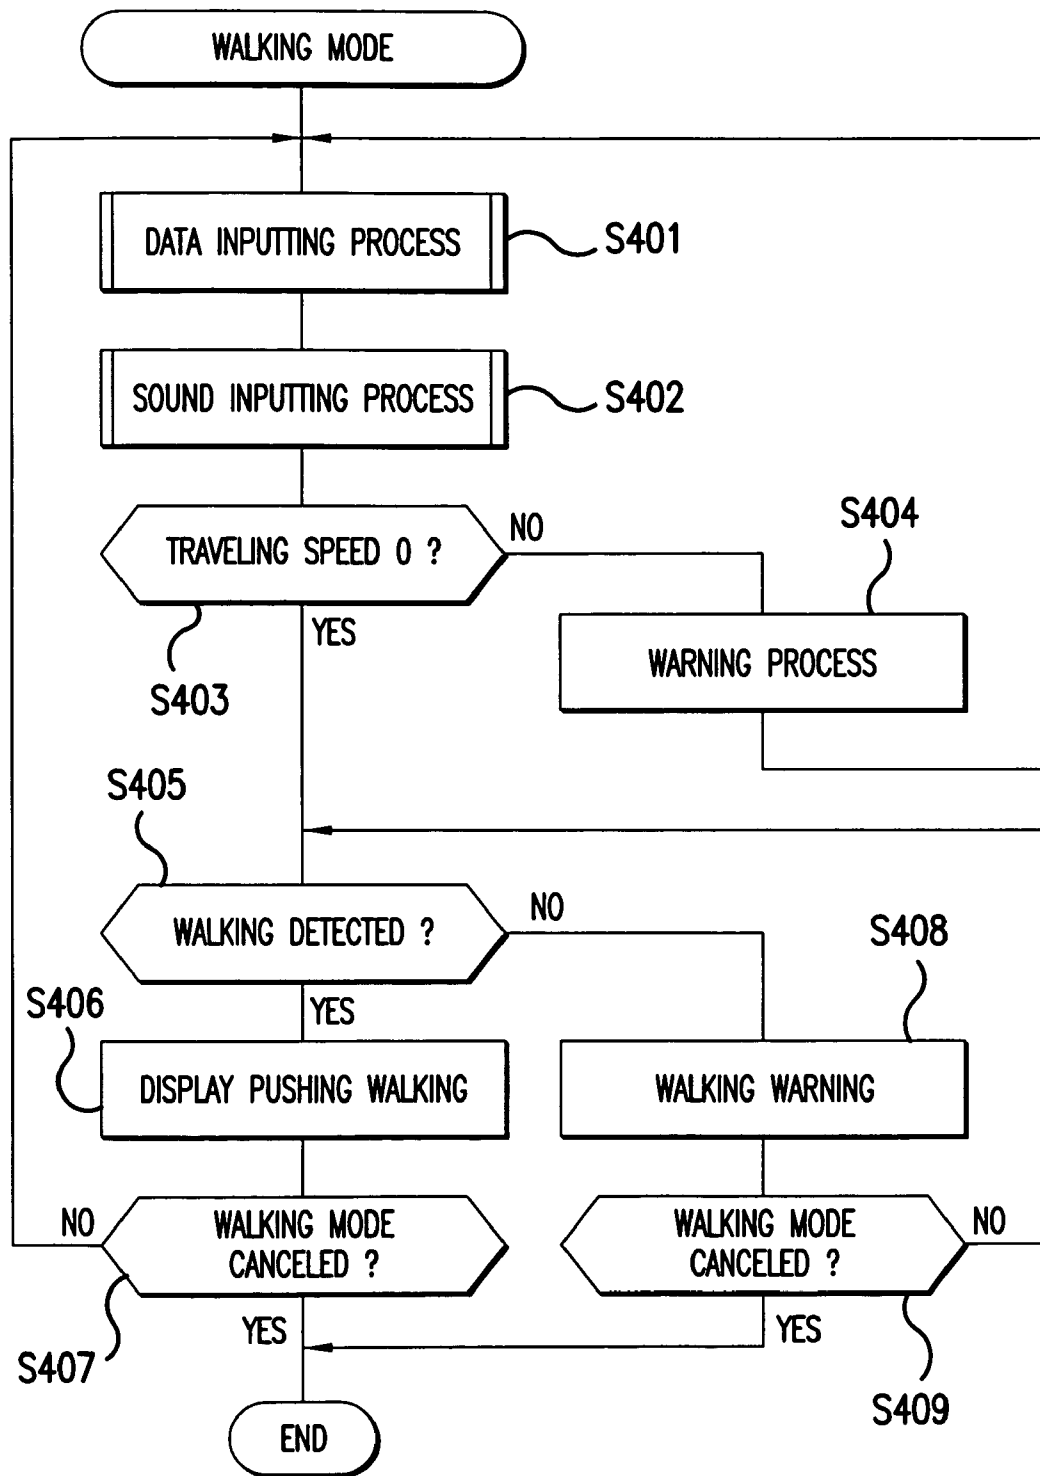 WALKING MODE
DATA INPUTTING PROCESS
S401
SOUND INPUTTING PROCESS
S402
TRAVELING SPEED 0 ?
NO
S404
YES
WARNING PROCESS
S403
S405
WALKING DETECTED ?
NO
S408
S406
YES
DISPLAY PUSHING WALKING
WALKING WARNING
NO
WALKING MODE
CANCELED ?
WALKING MODE
CANCELED ?
NO
YES
YES
S407
S409
END